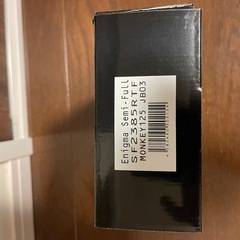 Enigma Semi-Full
SF2385RTF
MONKEY125 JB03